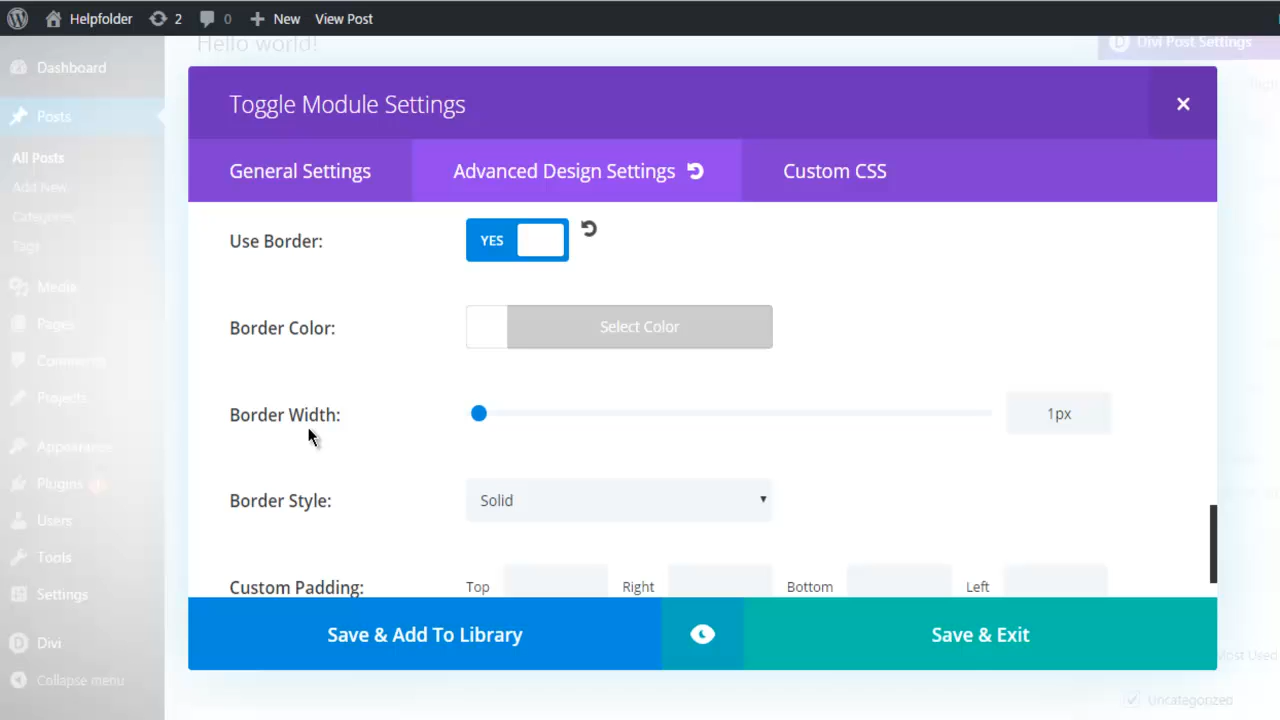 Helpfolder 2 0 New View Post
Hello world!
Divi Post Settings
Dashboard
Posts
All Posts
Add New
Categories
Tags
Media
Pages
Comments
Projects
Appearance
Plugins
Users
Tools
Settings
Divi
Collapse menu
Toggle Module Settings
General Settings
Advanced Design Settings
Custom CSS
Use Border: YES
Border Color: Select Color
Border Width: 1px
Border Style: Solid
Custom Padding: Top Right Bottom Left
Save & Add To Library
Save & Exit
Most Used
Uncategorized